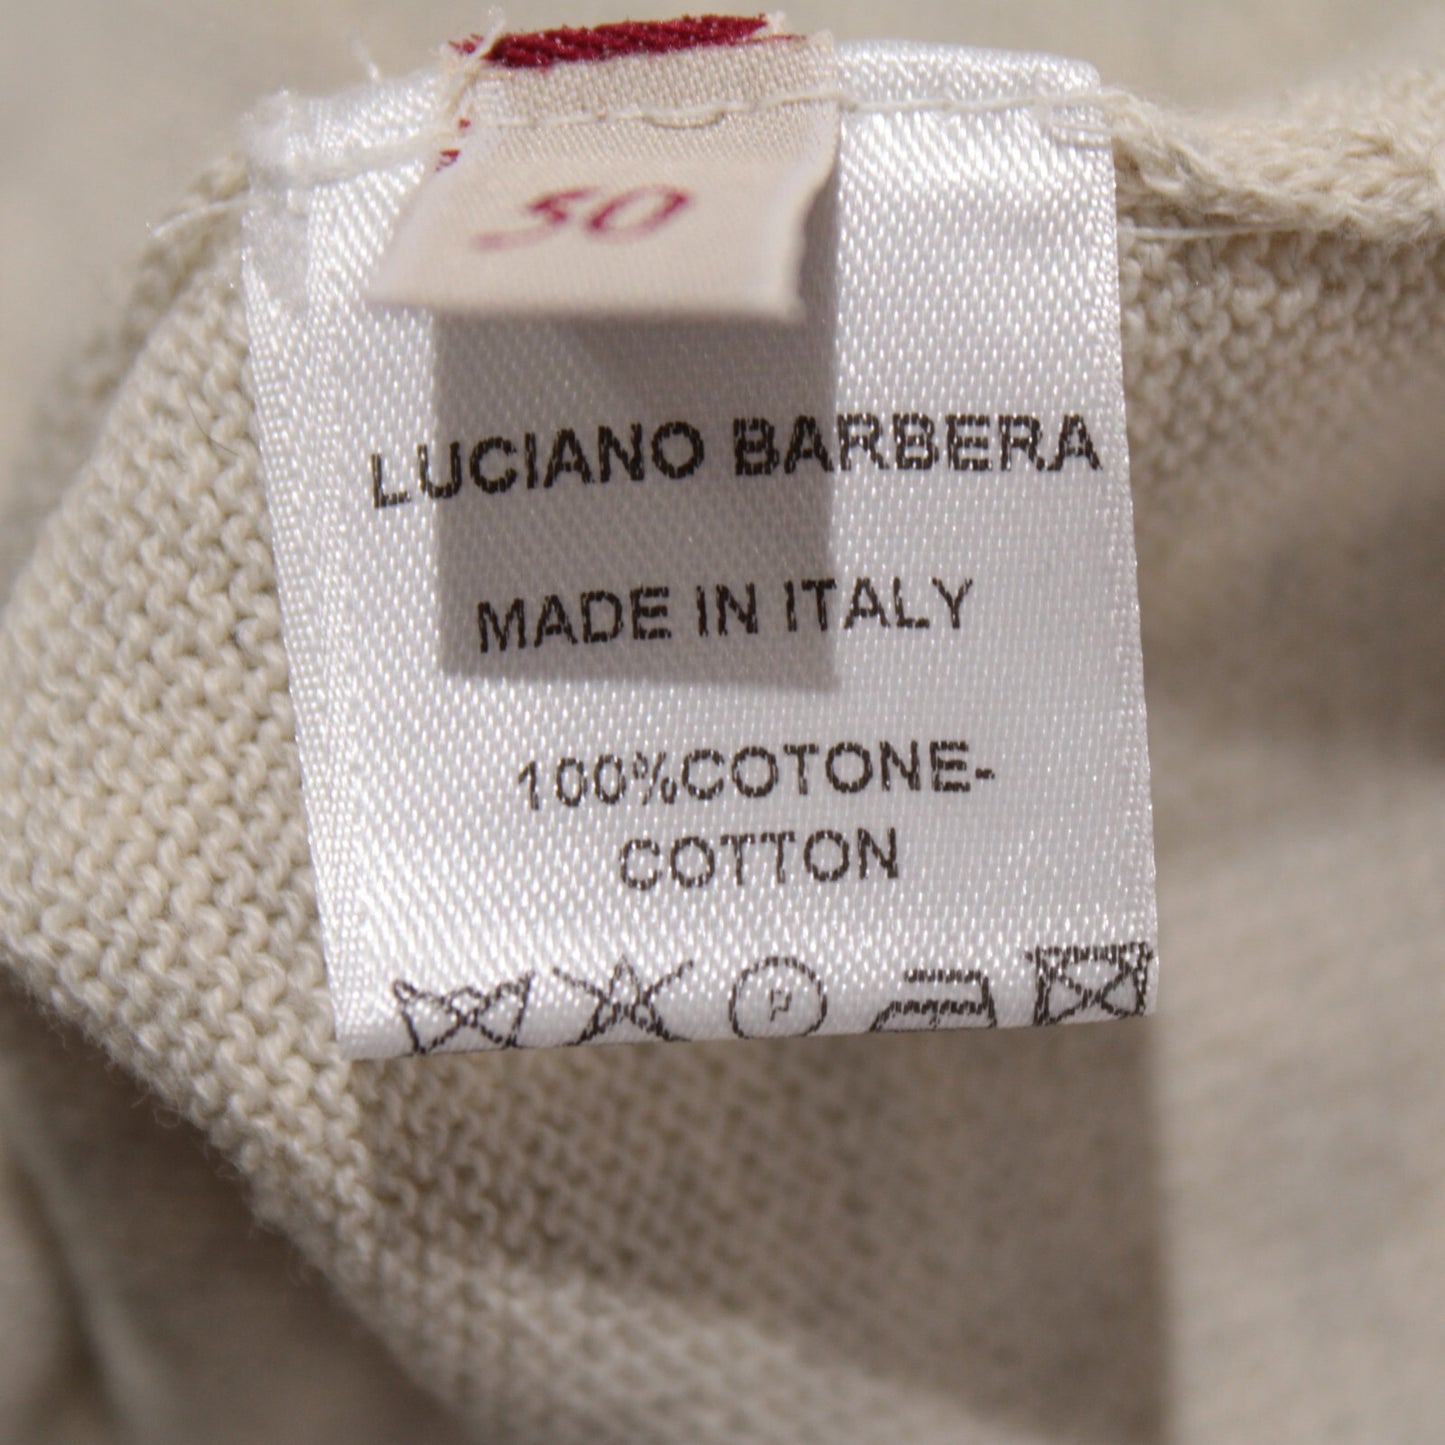 50
LUCIANO BARBERA
MADE IN ITALY
100%COTONE-
COTTON
P